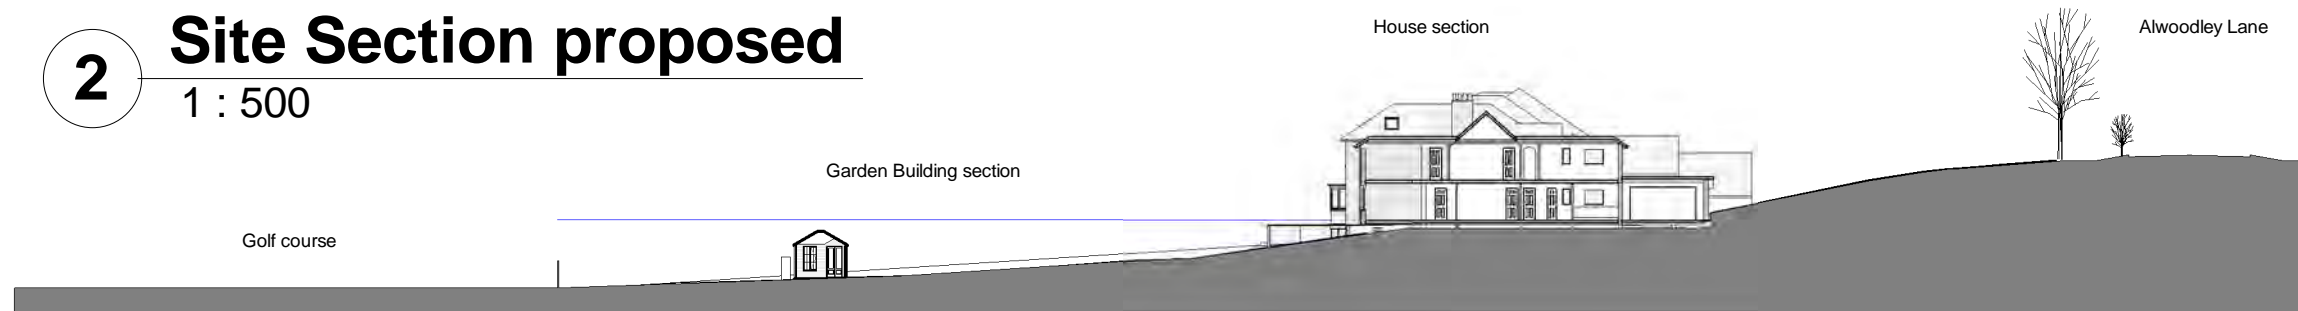 2
Site Section proposed
1 : 500
House section
Alwoodley Lane
Garden Building section
Golf course